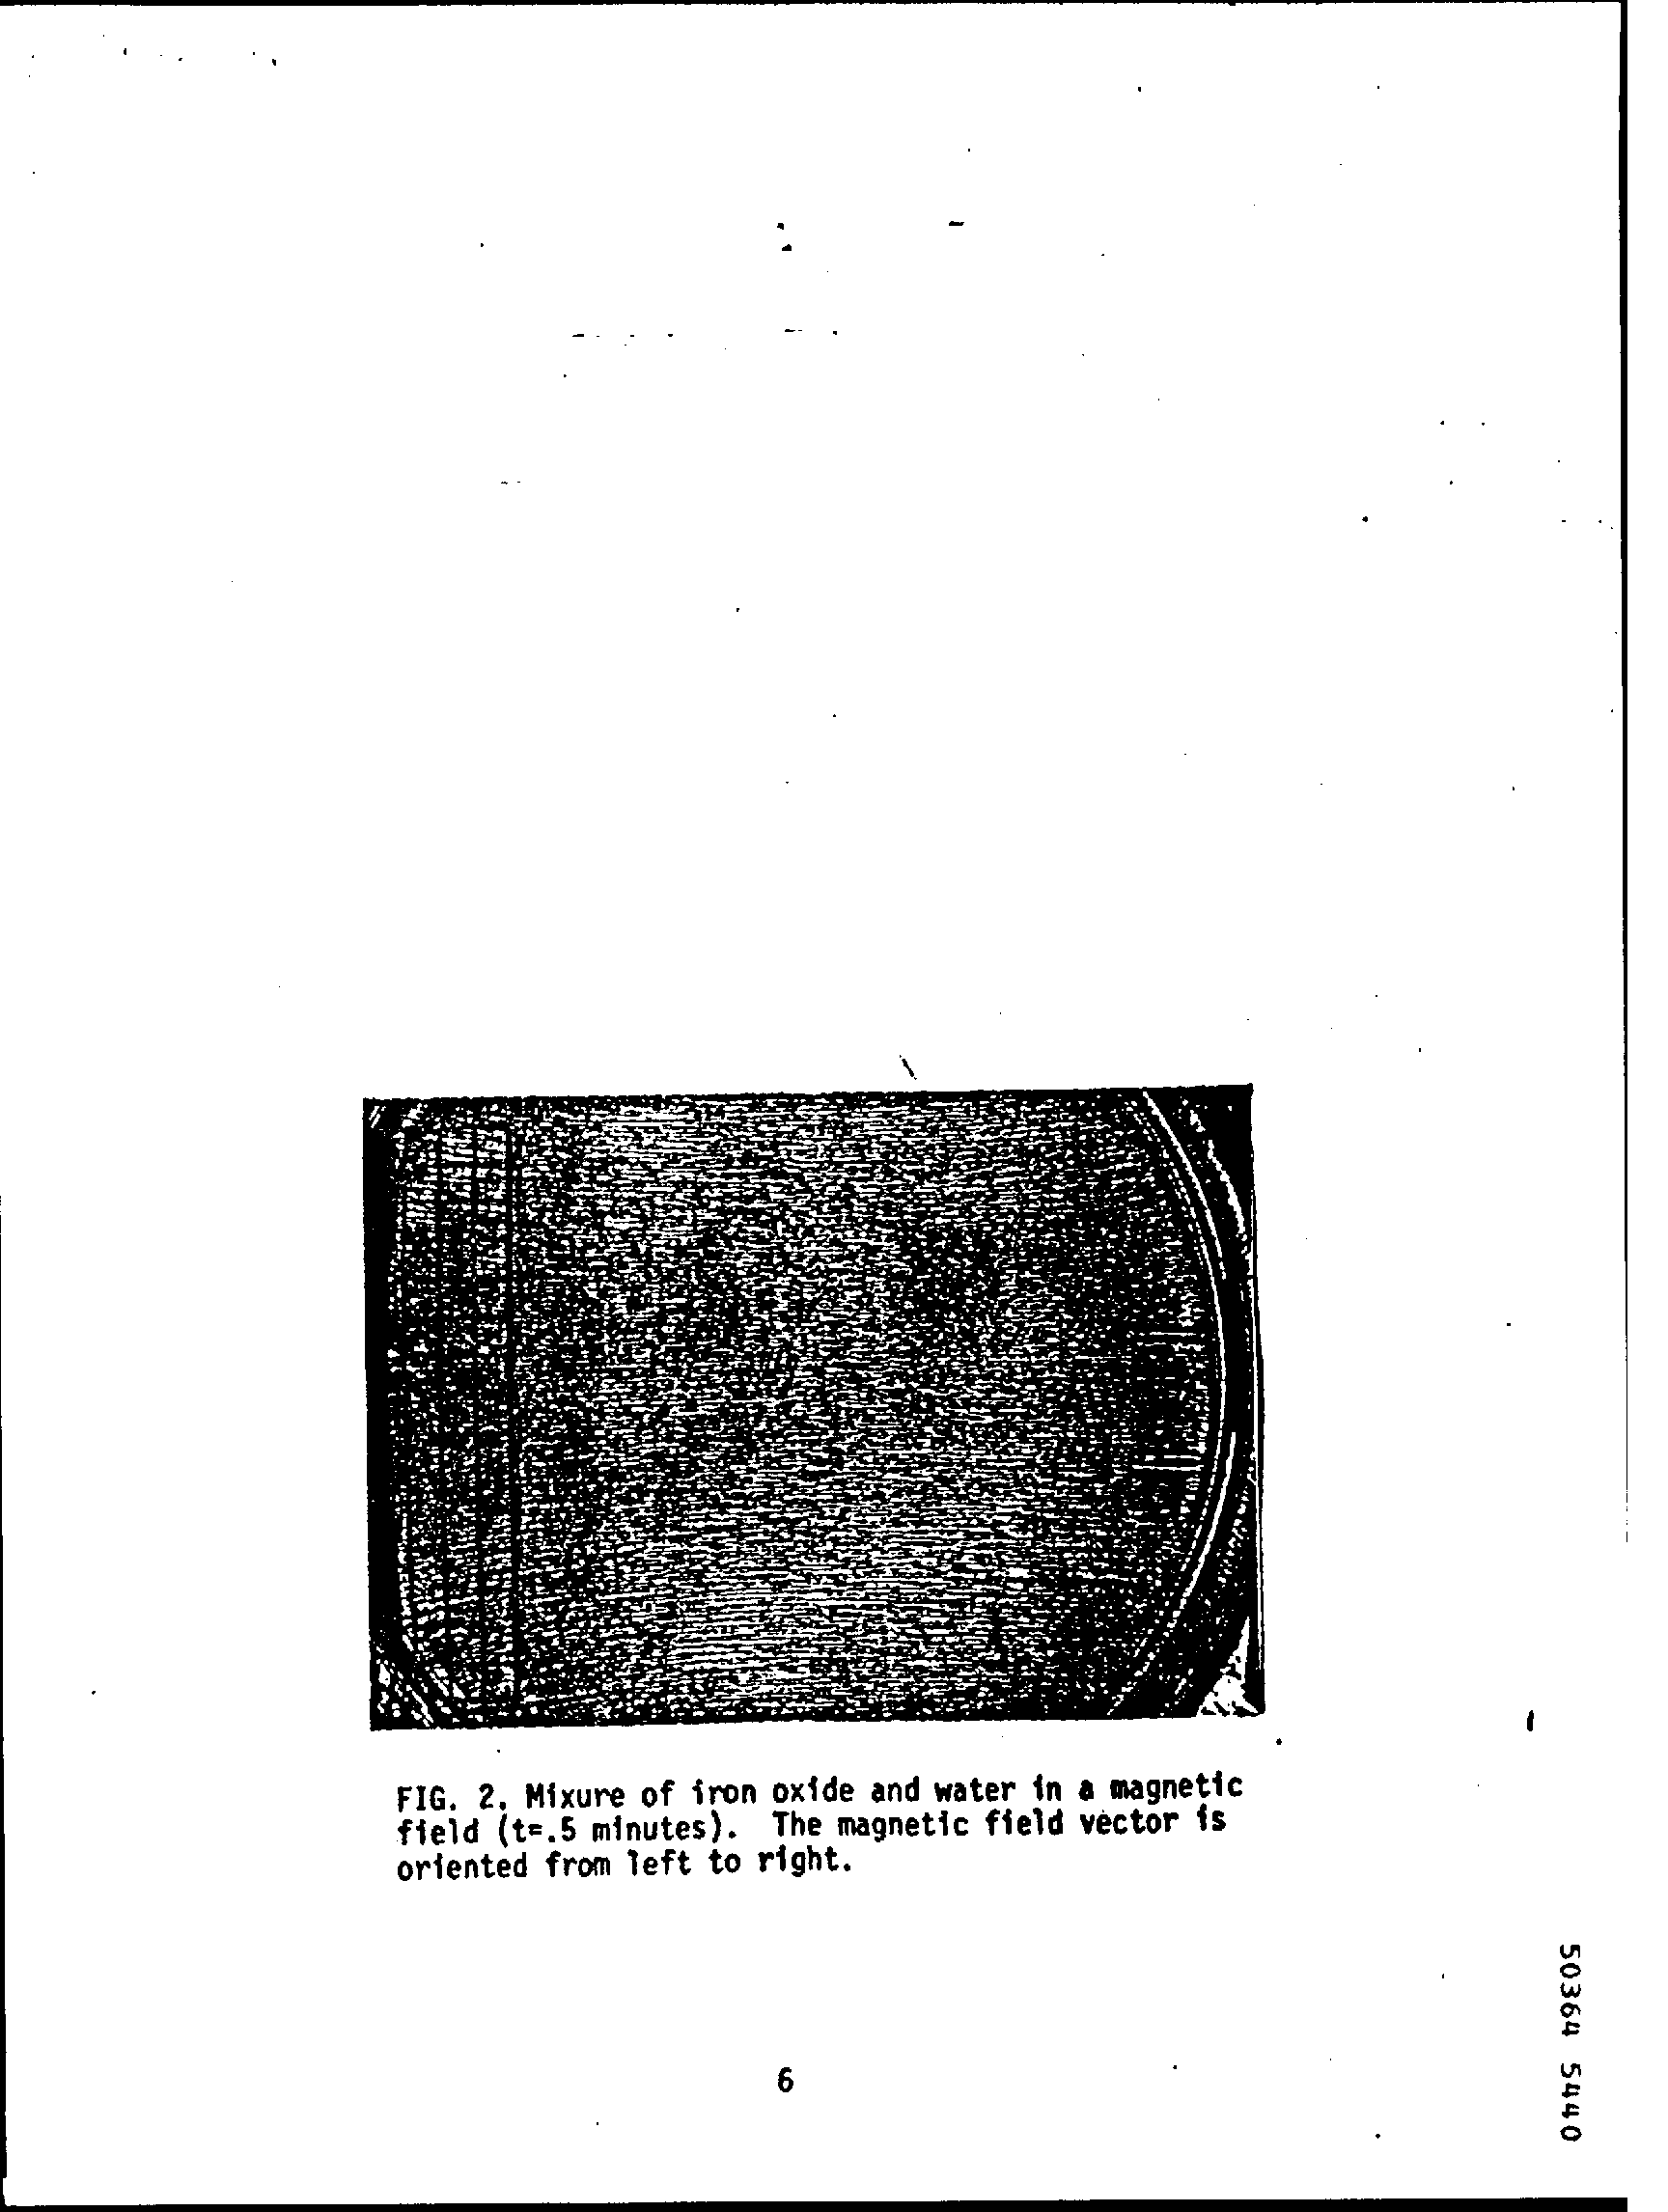 FIG. 2. Mixure of iron oxide and water in a magnetic
field (t=.5 minutes). The magnetic field vector is
oriented from left to right.
6
50364 5440